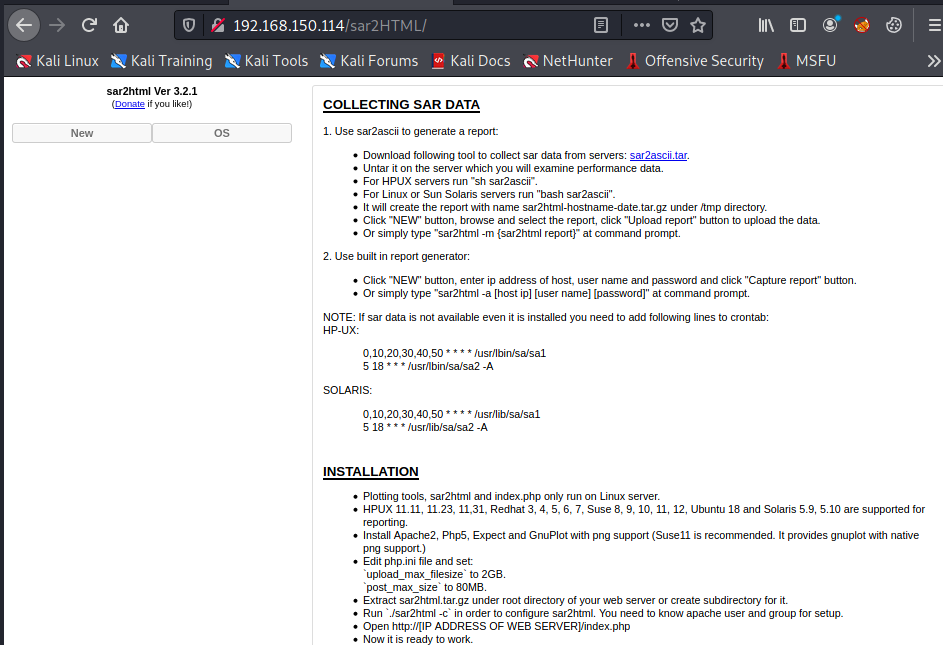 192.168.150.114/sar2HTML/
Kali Linux Kali Training Kali Tools Kali Forums Kali Docs NetHunter Offensive Security MSFU
sar2html Ver 3.2.1
(Donate if you like!)
New OS
COLLECTING SAR DATA
1. Use sar2ascii to generate a report:
Download following tool to collect sar data from servers: sar2ascii.tar.
Untar it on the server which you will examine performance data.
For HPUX servers run "sh sar2ascii".
For Linux or Sun Solaris servers run "bash sar2ascii".
It will create the report with name sar2html-hostname-date.tar.gz under /tmp directory.
Click "NEW" button, browse and select the report, click "Upload report" button to upload the data.
Or simply type "sar2html -m {sar2html report}" at command prompt.
2. Use built in report generator:
Click "NEW" button, enter ip address of host, user name and password and click "Capture report" button.
Or simply type "sar2html -a [host ip] [user name] [password]" at command prompt.
NOTE: If sar data is not available even it is installed you need to add following lines to crontab:
HP-UX:
0,10,20,30,40,50 * * * * /usr/lbin/sa/sa1
5 18 * * * /usr/lbin/sa/sa2 -A
SOLARIS:
0,10,20,30,40,50 * * * * /usr/lib/sa/sa1
5 18 * * * /usr/lib/sa/sa2 -A
INSTALLATION
Plotting tools, sar2html and index.php only run on Linux server.
HPUX 11.11, 11.23, 11,31, Redhat 3, 4, 5, 6, 7, Suse 8, 9, 10, 11, 12, Ubuntu 18 and Solaris 5.9, 5.10 are supported for
reporting.
Install Apache2, Php5, Expect and GnuPlot with png support (Suse11 is recommended. It provides gnuplot with native
png support.)
Edit php.ini file and set:
`upload_max_filesize` to 2GB.
`post_max_size` to 80MB.
Extract sar2html.tar.gz under root directory of your web server or create subdirectory for it.
Run `./sar2html -c` in order to configure sar2html. You need to know apache user and group for setup.
Open http://[IP ADDRESS OF WEB SERVER]/index.php
Now it is ready to work.